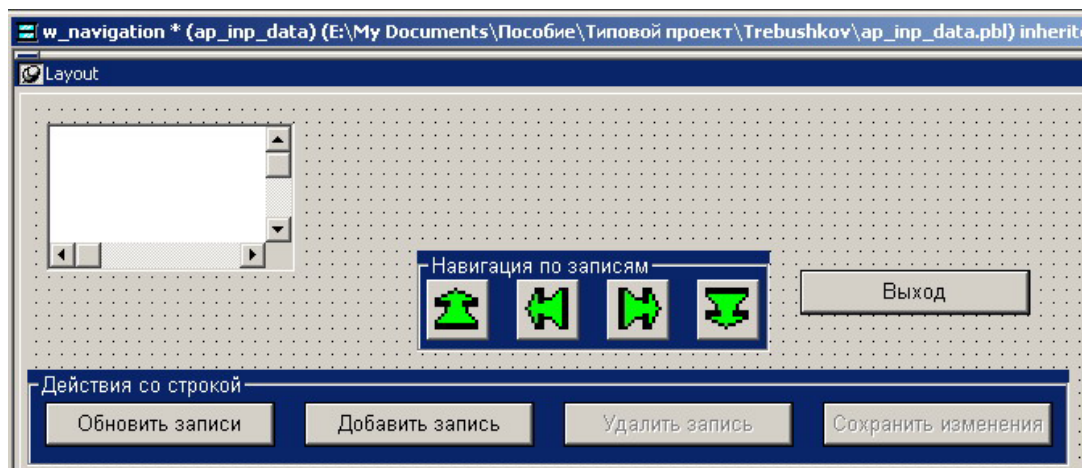 w_navigation * (ap_inp_data) (E:\My Documents\Пособие\Типовой проект\Trebushkov\ap_inp_data.pbl) inherite
Layout
Навигация по записям
Выход
Действия со строкой
Обновить записи Добавить запись Удалить запись Сохранить изменения